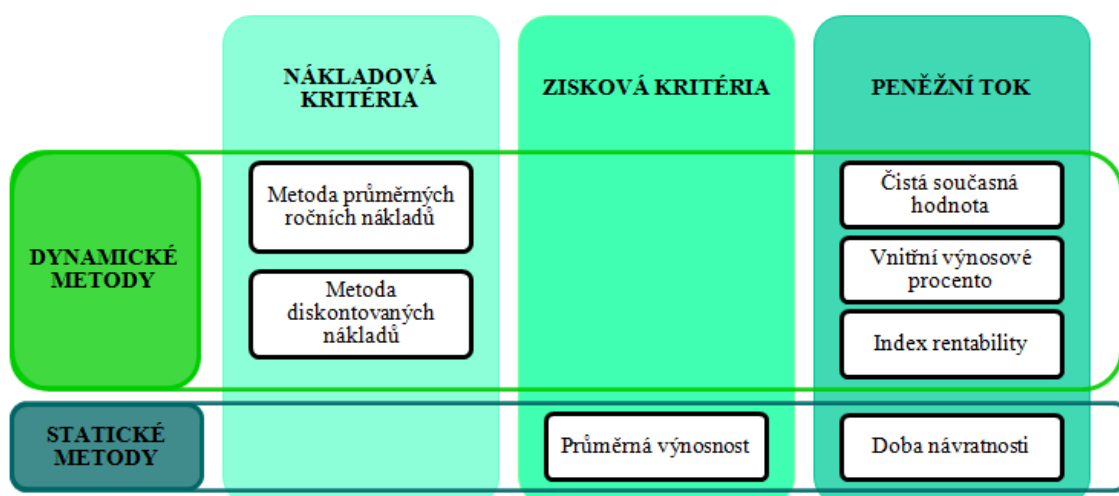 NÁKLADOVÁ
KRITÉRIA
ZISKOVÁ KRITÉRIA
PENĚŽNÍ TOK
DYNAMICKÉ
METODY
Metoda průměrných
ročních nákladů
Metoda
diskontovaných
nákladů
Čistá současná
hodnota
Vnitřní výnosové
procento
Index rentability
STATICKÉ
METODY
Průměrná výnosnost
Doba návratnosti